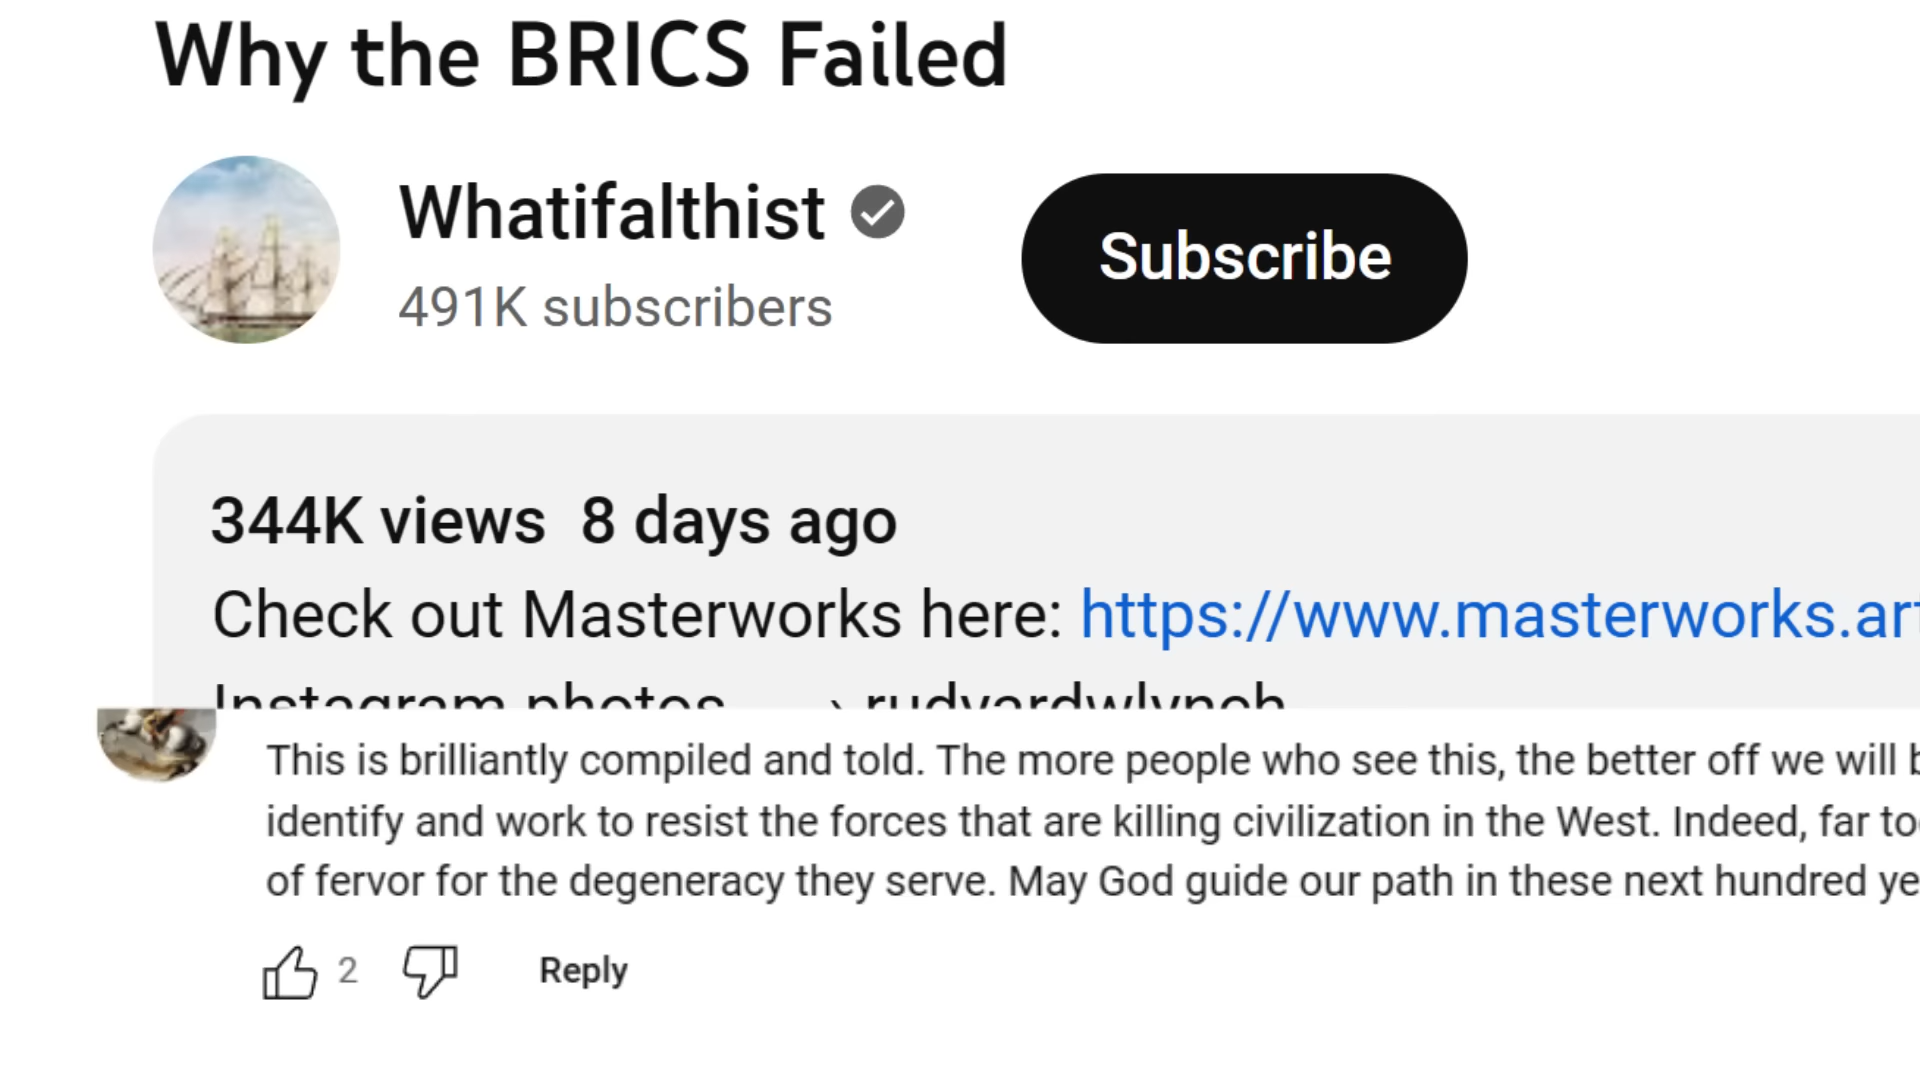 Why the BRICS Failed
Whatifalthist
491K subscribers
Subscribe
344K views 8 days ago
Check out Masterworks here: https://www.masterworks.art
Instagram photos › rudyardwlynch
This is brilliantly compiled and told. The more people who see this, the better off we will
identify and work to resist the forces that are killing civilization in the West. Indeed, far
of fervor for the degeneracy they serve. May God guide our path in these next hundred
2
Reply